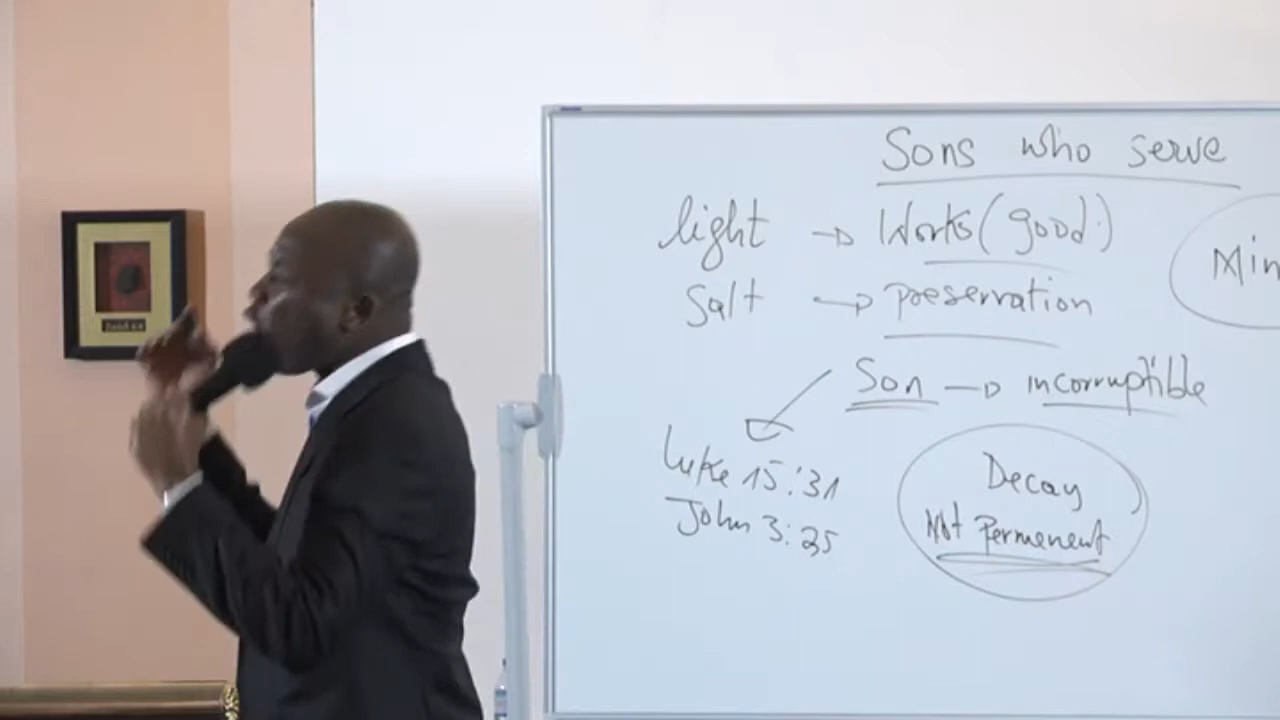 Sons who serve
light → Works (good)
Salt → preservation
Min
Son → incorruptible
Luke 15:31
John 3:35
Decay
Not Permenent